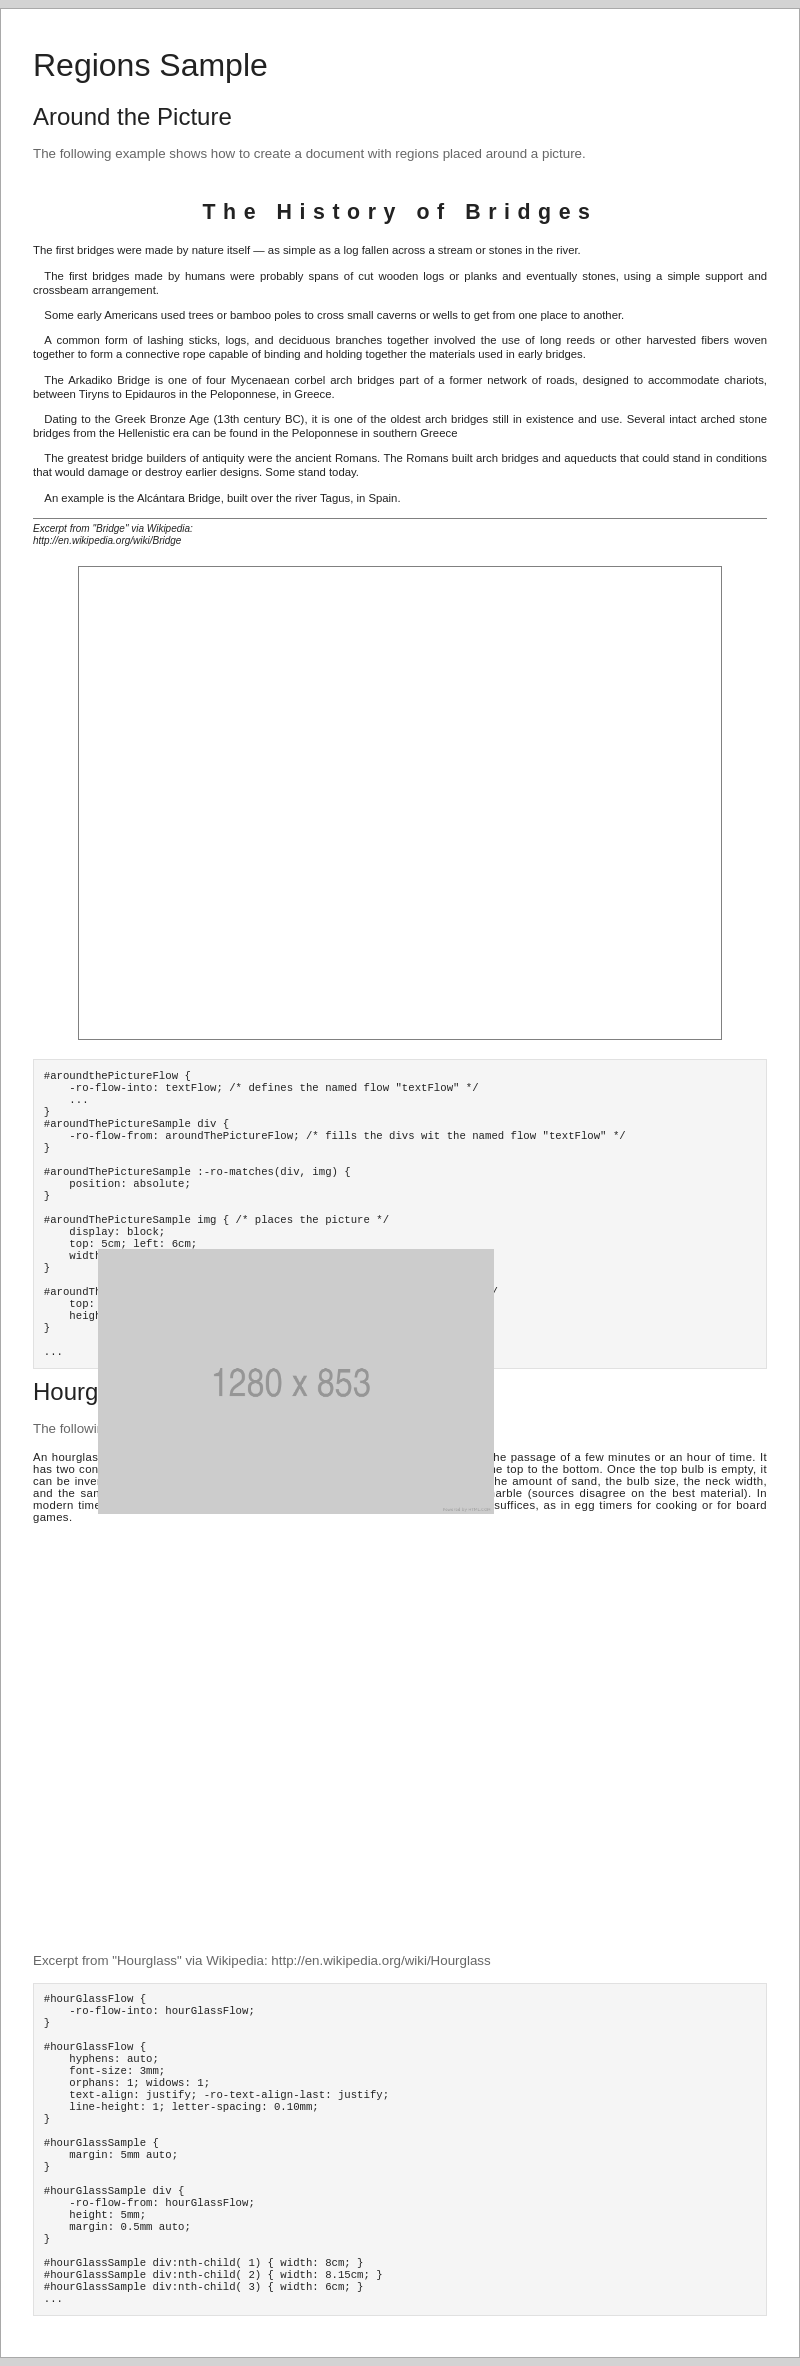 Regions Sample
Around the Picture
The following example shows how to create a document with regions placed around a picture.
The History of Bridges
The first bridges were made by nature itself — as simple as a log fallen across a stream or stones in the river.
The first bridges made by humans were probably spans of cut wooden logs or planks and eventually stones, using a simple support and
crossbeam arrangement.
Some early Americans used trees or bamboo poles to cross small caverns or wells to get from one place to another.
A common form of lashing sticks, logs, and deciduous branches together involved the use of long reeds or other harvested fibers woven
together to form a connective rope capable of binding and holding together the materials used in early bridges.
The Arkadiko Bridge is one of four Mycenaean corbel arch bridges part of a former network of roads, designed to accommodate chariots,
between Tiryns to Epidauros in the Peloponnese, in Greece.
Dating to the Greek Bronze Age (13th century BC), it is one of the oldest arch bridges still in existence and use. Several intact arched stone
bridges from the Hellenistic era can be found in the Peloponnese in southern Greece
The greatest bridge builders of antiquity were the ancient Romans. The Romans built arch bridges and aqueducts that could stand in conditions
that would damage or destroy earlier designs. Some stand today.
An example is the Alcántara Bridge, built over the river Tagus, in Spain.
Excerpt from "Bridge" via Wikipedia:
http://en.wikipedia.org/wiki/Bridge
#aroundthePictureFlow {
-ro-flow-into: textFlow; /* defines the named flow "textFlow" */
...
}
#aroundThePictureSample div {
-ro-flow-from: aroundThePictureFlow; /* fills the divs wit the named flow "textFlow" */
}
#aroundThePictureSample :-ro-matches(div, img) {
position: absolute;
}
#aroundThePictureSample img { /* places the picture */
display: block;
top: 5cm; left: 6cm;
width
}
#aroundTh /
top:
heigh
}
...
1280 x 853
Hourg
The followi
An hourglas he passage of a few minutes or an hour of time. It
has two con e top to the bottom. Once the top bulb is empty, it
can be inve he amount of sand, the bulb size, the neck width,
and the san arble (sources disagree on the best material). In
modern time suffices, as in egg timers for cooking or for board
games.
Excerpt from "Hourglass" via Wikipedia: http://en.wikipedia.org/wiki/Hourglass
#hourGlassFlow {
-ro-flow-into: hourGlassFlow;
}
#hourGlassFlow {
hyphens: auto;
font-size: 3mm;
orphans: 1; widows: 1;
text-align: justify; -ro-text-align-last: justify;
line-height: 1; letter-spacing: 0.10mm;
}
#hourGlassSample {
margin: 5mm auto;
}
#hourGlassSample div {
-ro-flow-from: hourGlassFlow;
height: 5mm;
margin: 0.5mm auto;
}
#hourGlassSample div:nth-child( 1) { width: 8cm; }
#hourGlassSample div:nth-child( 2) { width: 8.15cm; }
#hourGlassSample div:nth-child( 3) { width: 6cm; }
...